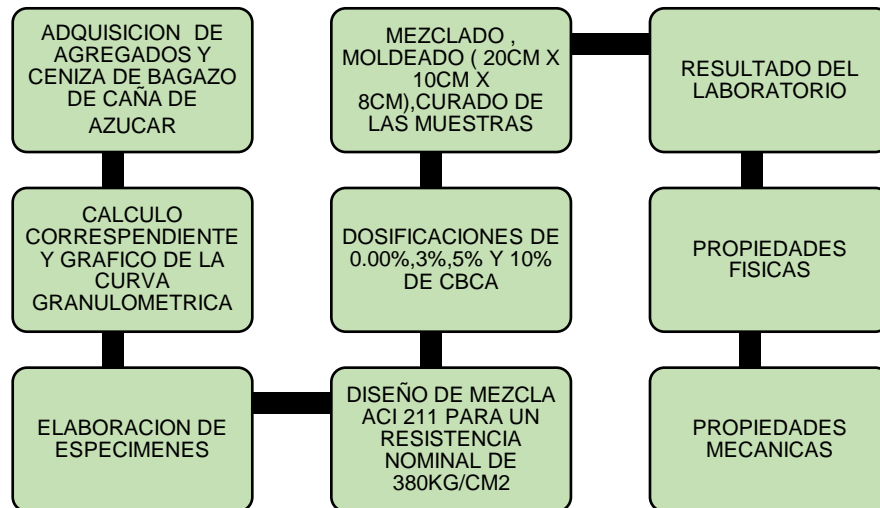 ADQUISICION DE
AGREGADOS Y
CENIZA DE BAGAZO
DE CAÑA DE
AZUCAR
CALCULO
CORRESPENDIENTE
Y GRAFICO DE LA
CURVA
GRANULOMETRICA
ELABORACION DE
ESPECIMENES
DISEÑO DE MEZCLA
ACI 211 PARA UN
RESISTENCIA
NOMINAL DE
380KG/CM2
DOSIFICACIONES DE
0.00%,3%,5% Y 10%
DE CBCA
MEZCLADO ,
MOLDEADO ( 20CM X
10CM X
8CM),CURADO DE
LAS MUESTRAS
RESULTADO DEL
LABORATORIO
PROPIEDADES
FISICAS
PROPIEDADES
MECANICAS